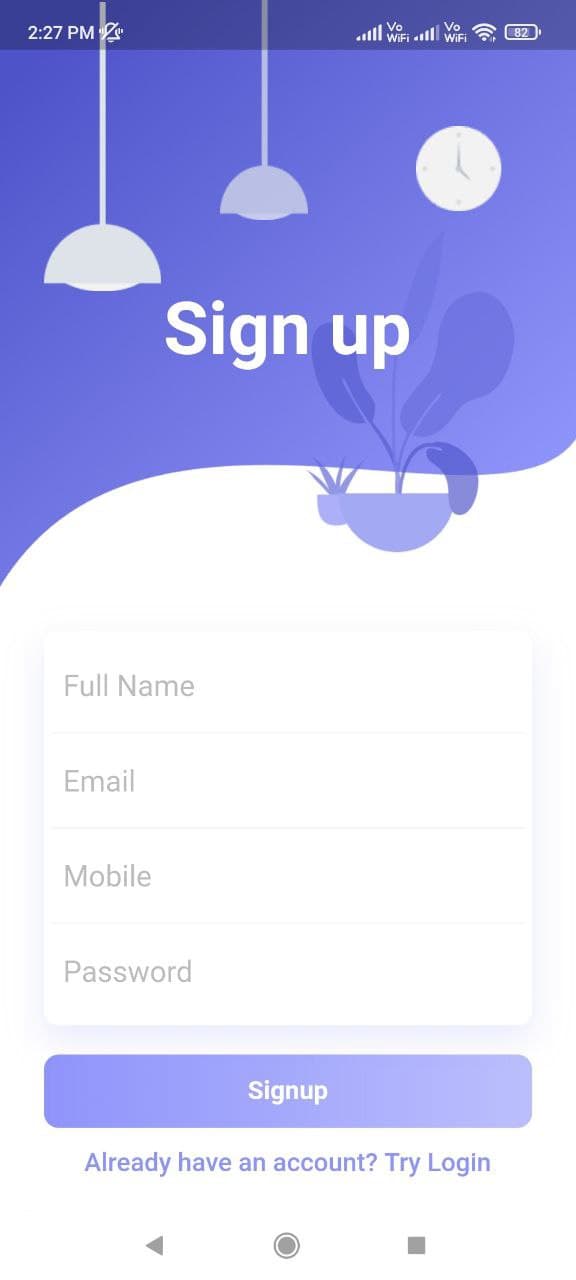 2:27 PM
Vo WiFi Vo WiFi 82
Sign up
Full Name
Email
Mobile
Password
Signup
Already have an account? Try Login